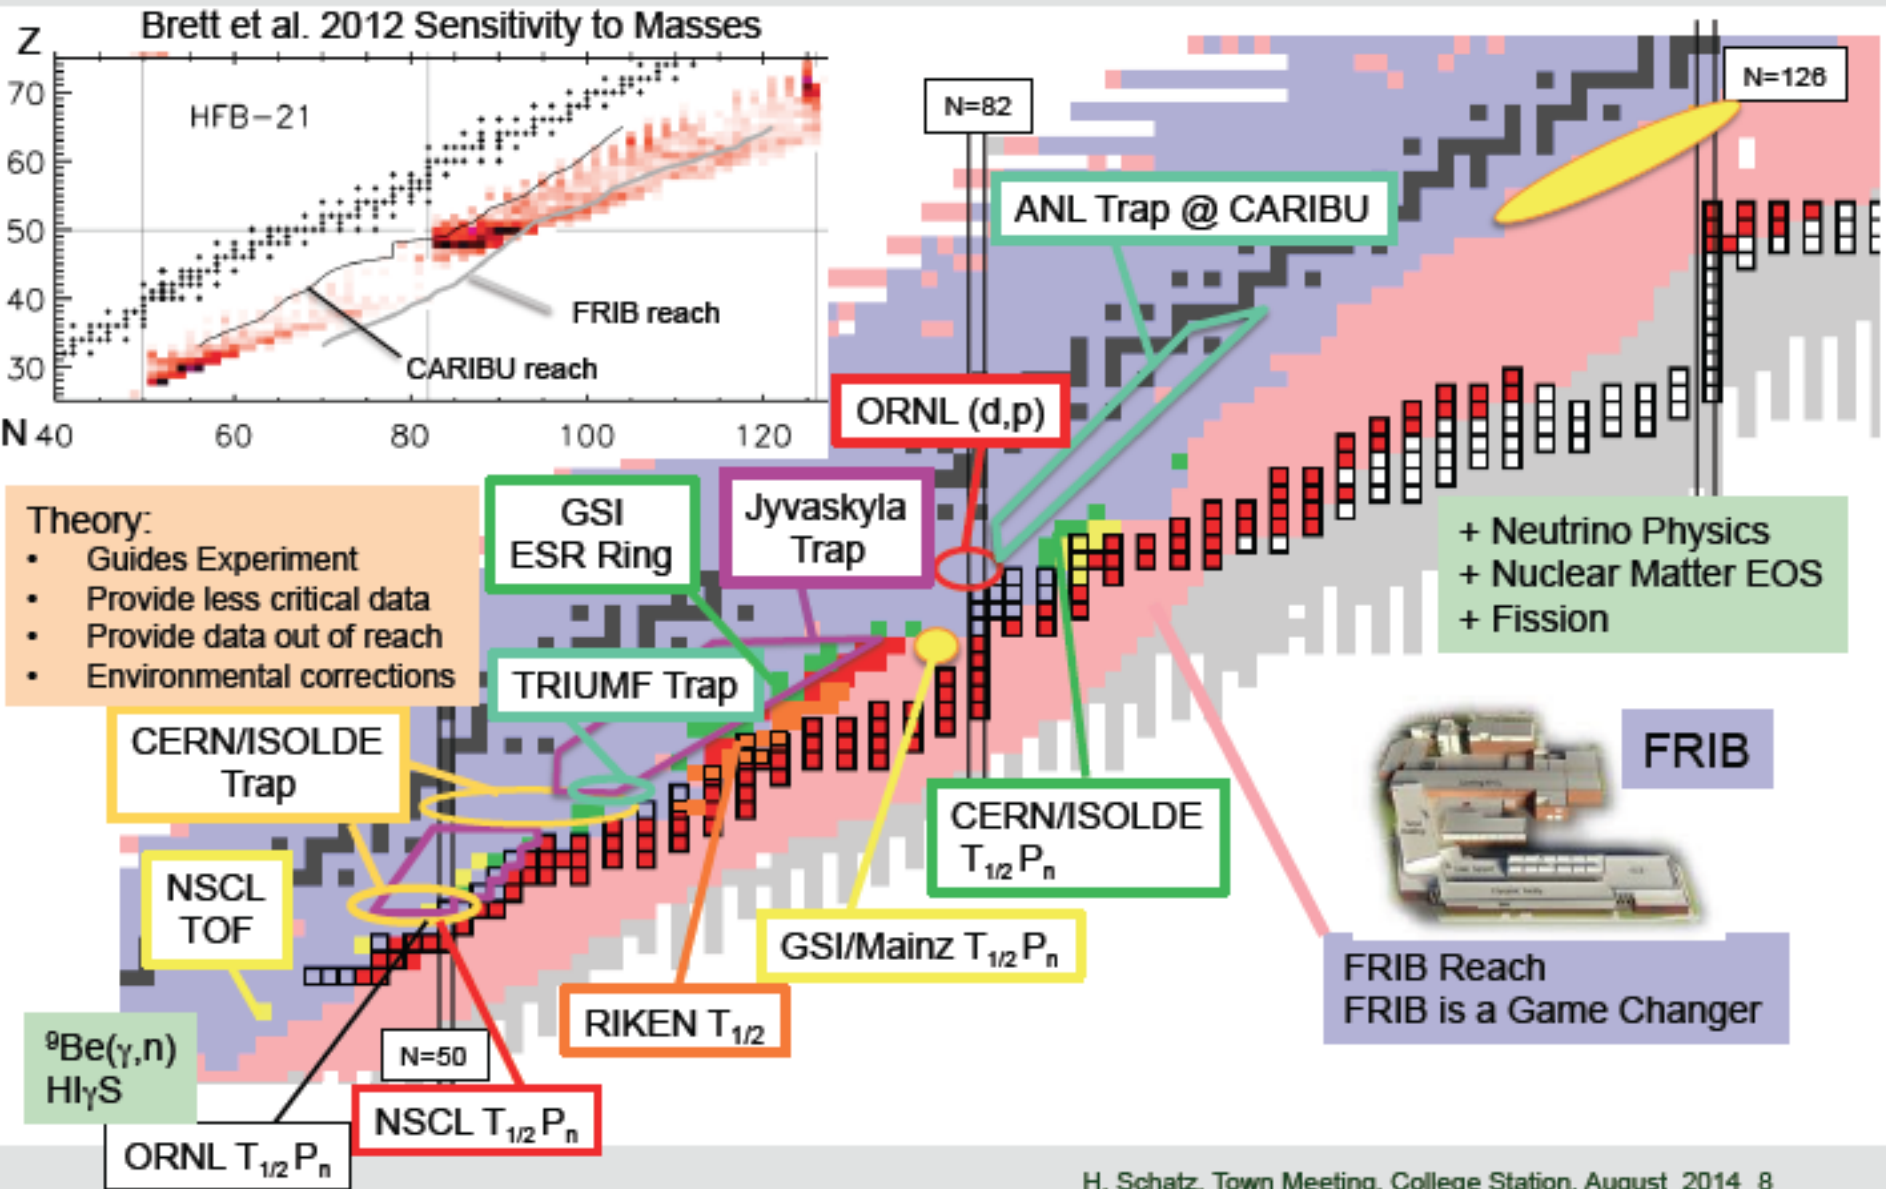 Brett et al. 2012 Sensitivity to Masses
Z
70
60
50
40
30
HFB-21
FRIB reach
CARIBU reach
N 40 60 80 100 120
N=82
N=126
ANL Trap @ CARIBU
ORNL (d,p)
GSI
ESR Ring
Jyvaskyla
Trap
Theory:
• Guides Experiment
• Provide less critical data
• Provide data out of reach
• Environmental corrections
TRIUMF Trap
CERN/ISOLDE
Trap
NSCL
TOF
+ Neutrino Physics
+ Nuclear Matter EOS
+ Fission
FRIB
CERN/ISOLDE
T₁/₂ Pₙ
GSI/Mainz T₁/₂ Pₙ
RIKEN T₁/₂
FRIB Reach
FRIB is a Game Changer
⁹Be(γ,n)
HIγS
N=50
NSCL T₁/₂ Pₙ
ORNL T₁/₂ Pₙ
H. Schatz, Town Meeting, College Station, August 2014 8